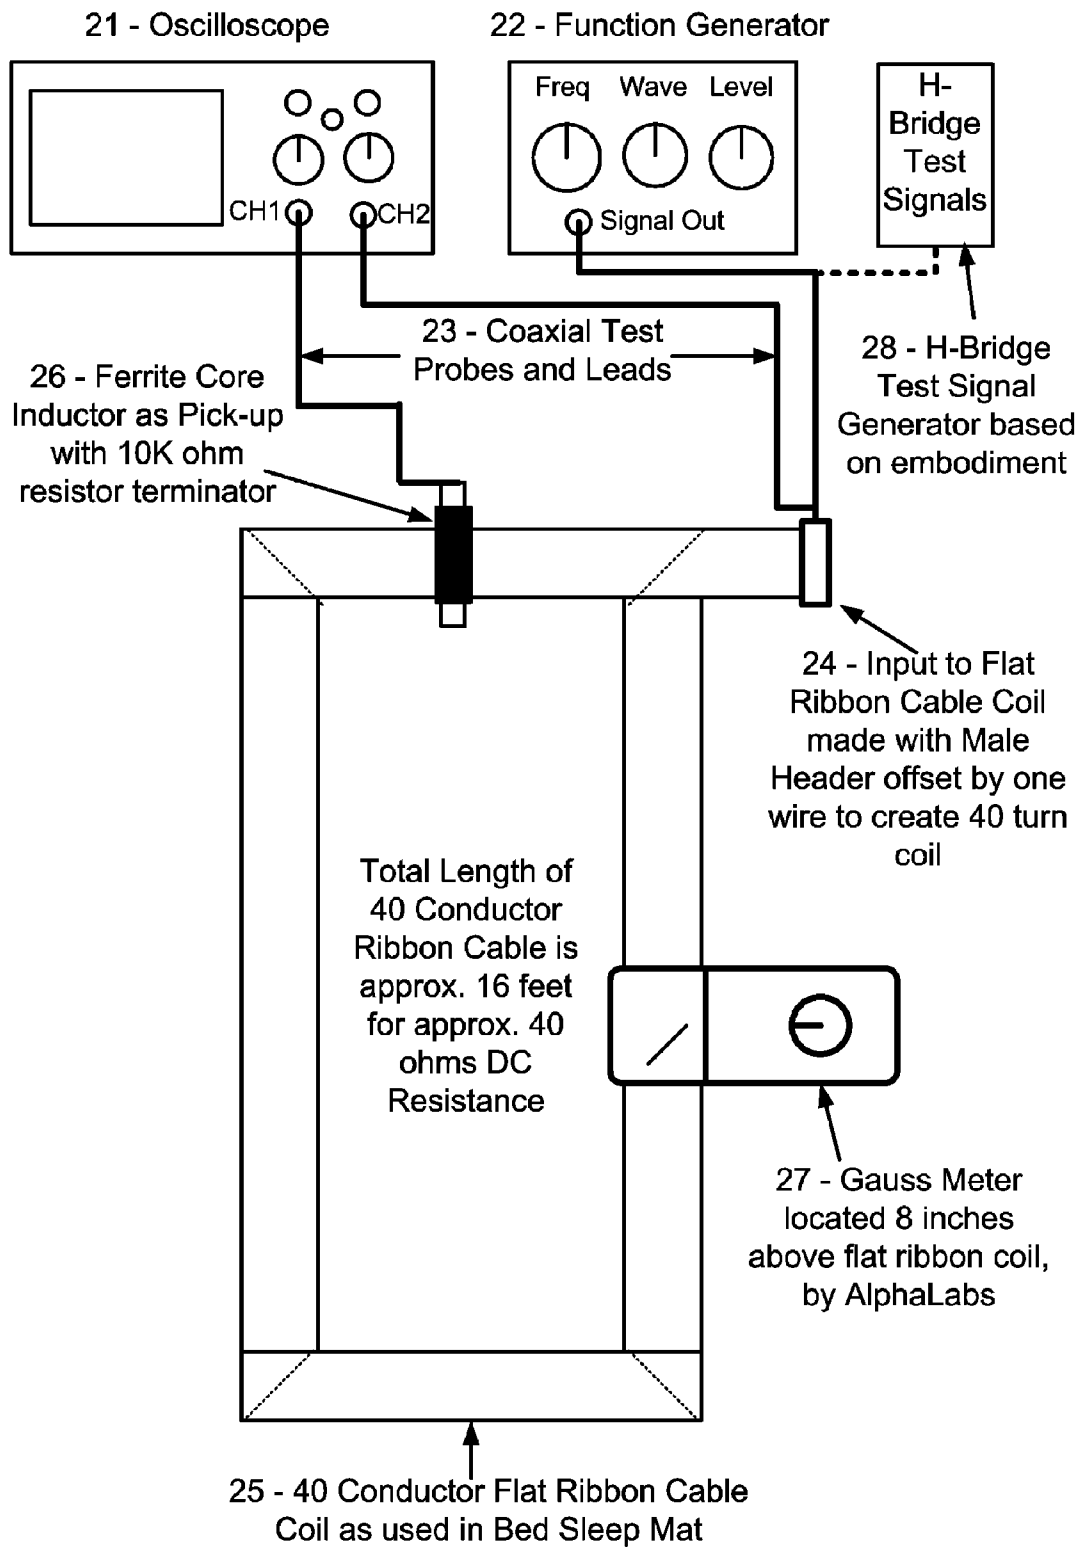 21 - Oscilloscope
22 - Function Generator
Freq Wave Level
H-
Bridge
Test
Signals
CH1
CH2
Signal Out
23 - Coaxial Test
Probes and Leads
26 - Ferrite Core
Inductor as Pick-up
with 10K ohm
resistor terminator
28 - H-Bridge
Test Signal
Generator based
on embodiment
24 - Input to Flat
Ribbon Cable Coil
made with Male
Header offset by one
wire to create 40 turn
coil
Total Length of
40 Conductor
Ribbon Cable is
approx. 16 feet
for approx. 40
ohms DC
Resistance
27 - Gauss Meter
located 8 inches
above flat ribbon coil,
by AlphaLabs
25 - 40 Conductor Flat Ribbon Cable
Coil as used in Bed Sleep Mat